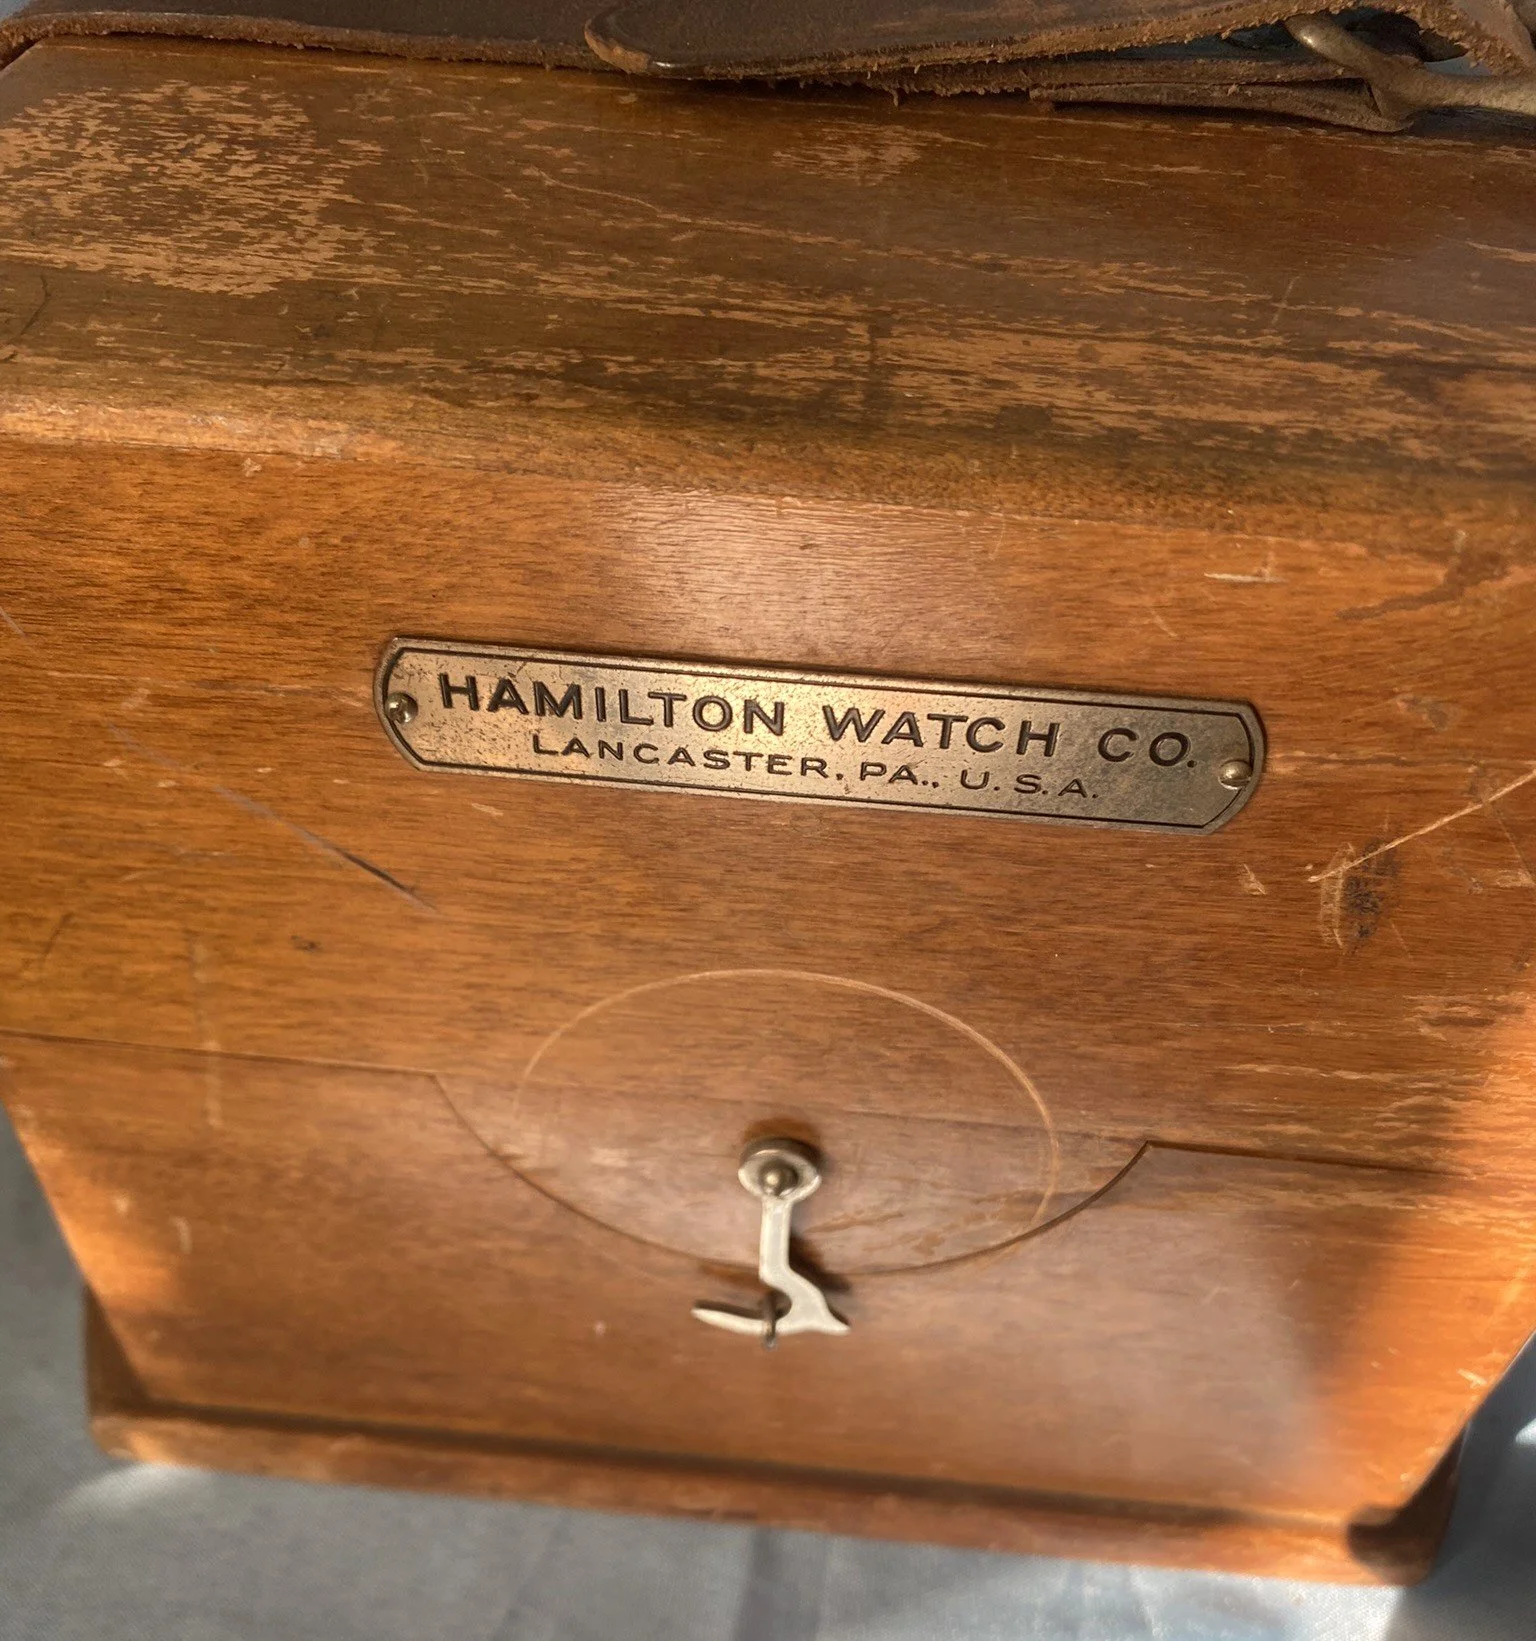 HAMILTON WATCH CO.
LANCASTER, PA., U.S.A.